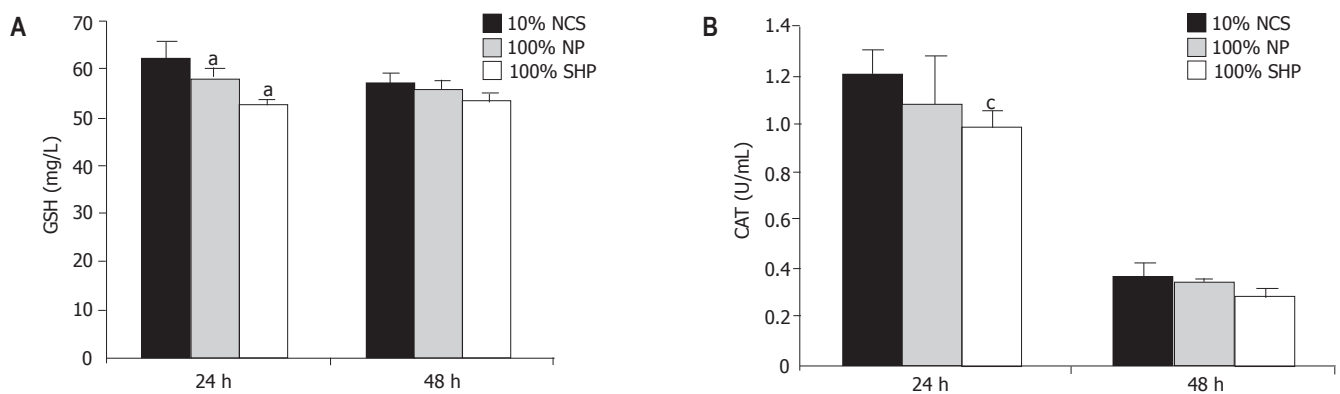 A
GSH (mg/L)
70
60
50
40
30
20
10
0
10% NCS
100% NP
100% SHP
a
a
24 h
48 h
B
CAT (U/mL)
1.4
1.2
1.0
0.8
0.6
0.4
0.2
0
10% NCS
100% NP
100% SHP
c
24 h
48 h